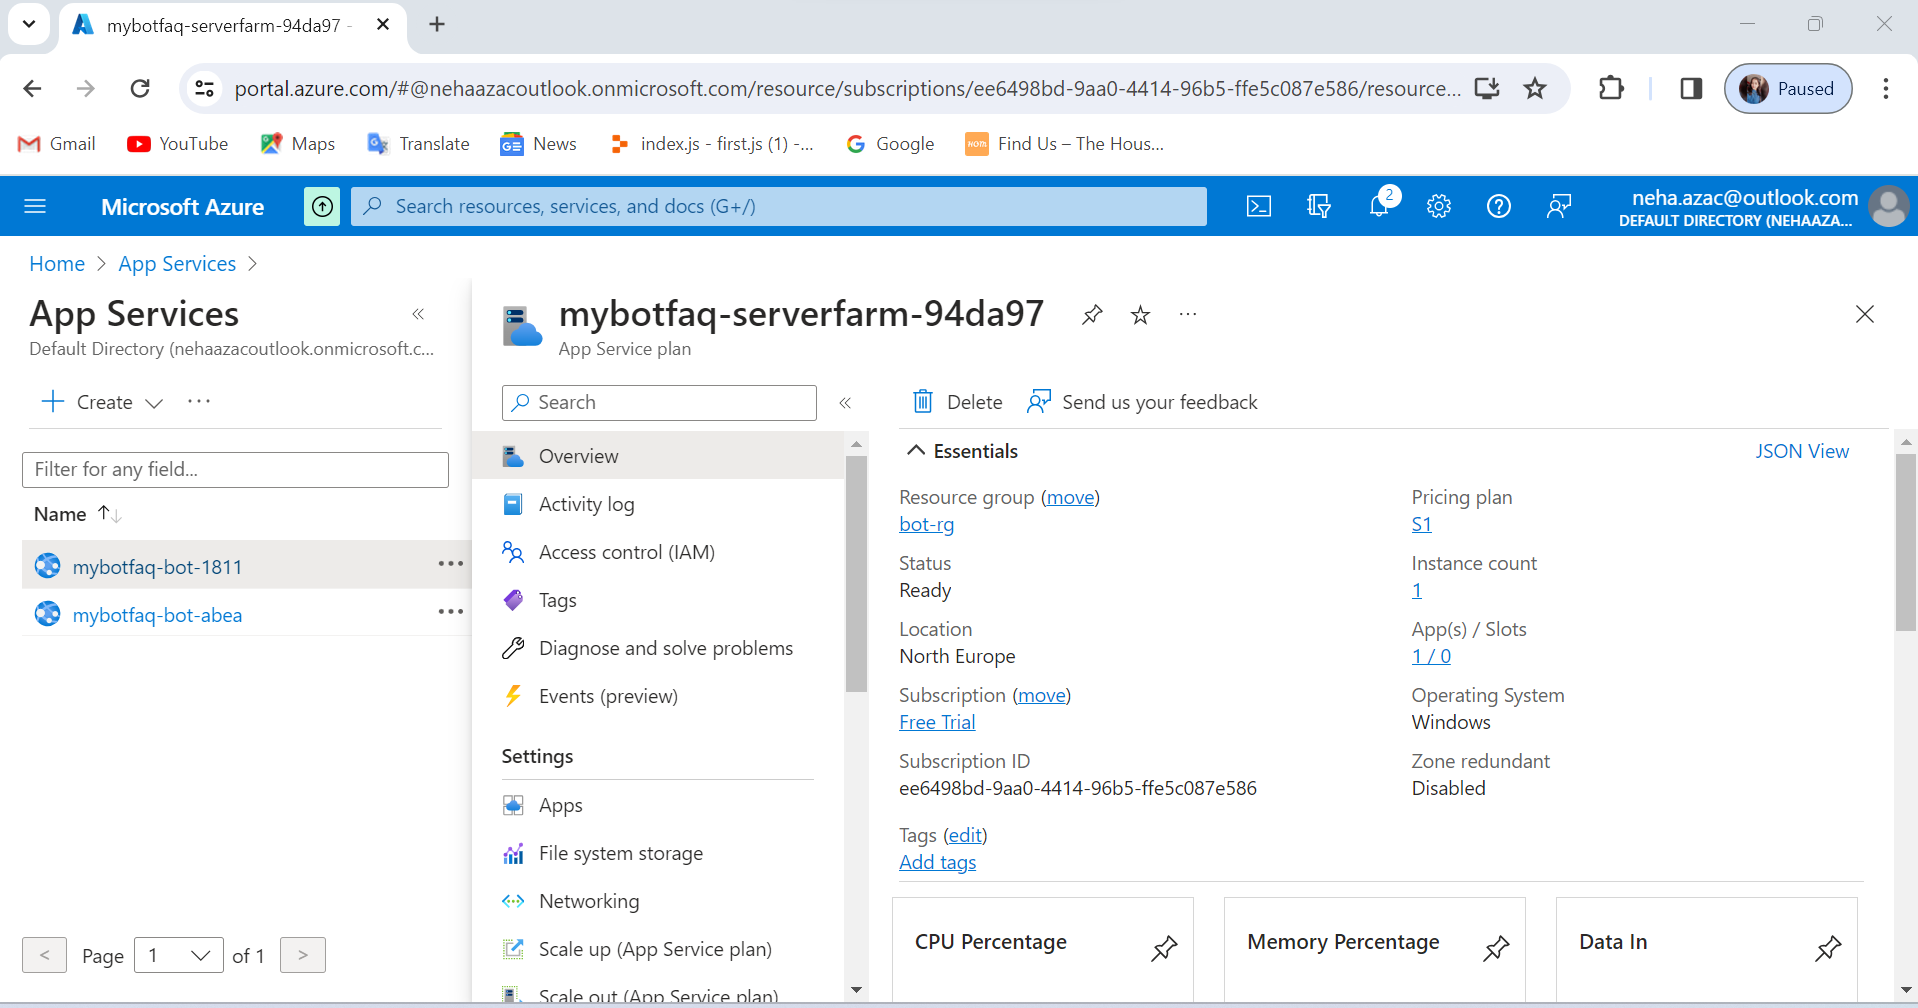 mybotfaq-serverfarm-94da97 -
portal.azure.com/#@nehaazacoutlook.onmicrosoft.com/resource/subscriptions/ee6498bd-9aa0-4414-96b5-ffe5c087e586/resource...
Paused
Gmail
YouTube
Maps
Translate
News
index.js - first.js (1) -...
Google
HOTH
Find Us – The Hous...
Microsoft Azure
Search resources, services, and docs (G+/)
2
neha.azac@outlook.com
DEFAULT DIRECTORY (NEHAAZA...
Home > App Services >
App Services
Default Directory (nehaazacoutlook.onmicrosoft.c...
Create
Filter for any field...
Name
mybotfaq-bot-1811
mybotfaq-bot-abea
< Page 1 of 1 >
mybotfaq-serverfarm-94da97
App Service plan
Search
Overview
Activity log
Access control (IAM)
Tags
Diagnose and solve problems
Events (preview)
Settings
Apps
File system storage
Networking
Scale up (App Service plan)
Scale out (App Service plan)
Delete
Send us your feedback
Essentials
JSON View
Resource group (move)
bot-rg
Status
Ready
Location
North Europe
Subscription (move)
Free Trial
Subscription ID
ee6498bd-9aa0-4414-96b5-ffe5c087e586
Tags (edit)
Add tags
Pricing plan
S1
Instance count
1
App(s) / Slots
1 / 0
Operating System
Windows
Zone redundant
Disabled
CPU Percentage
Memory Percentage
Data In